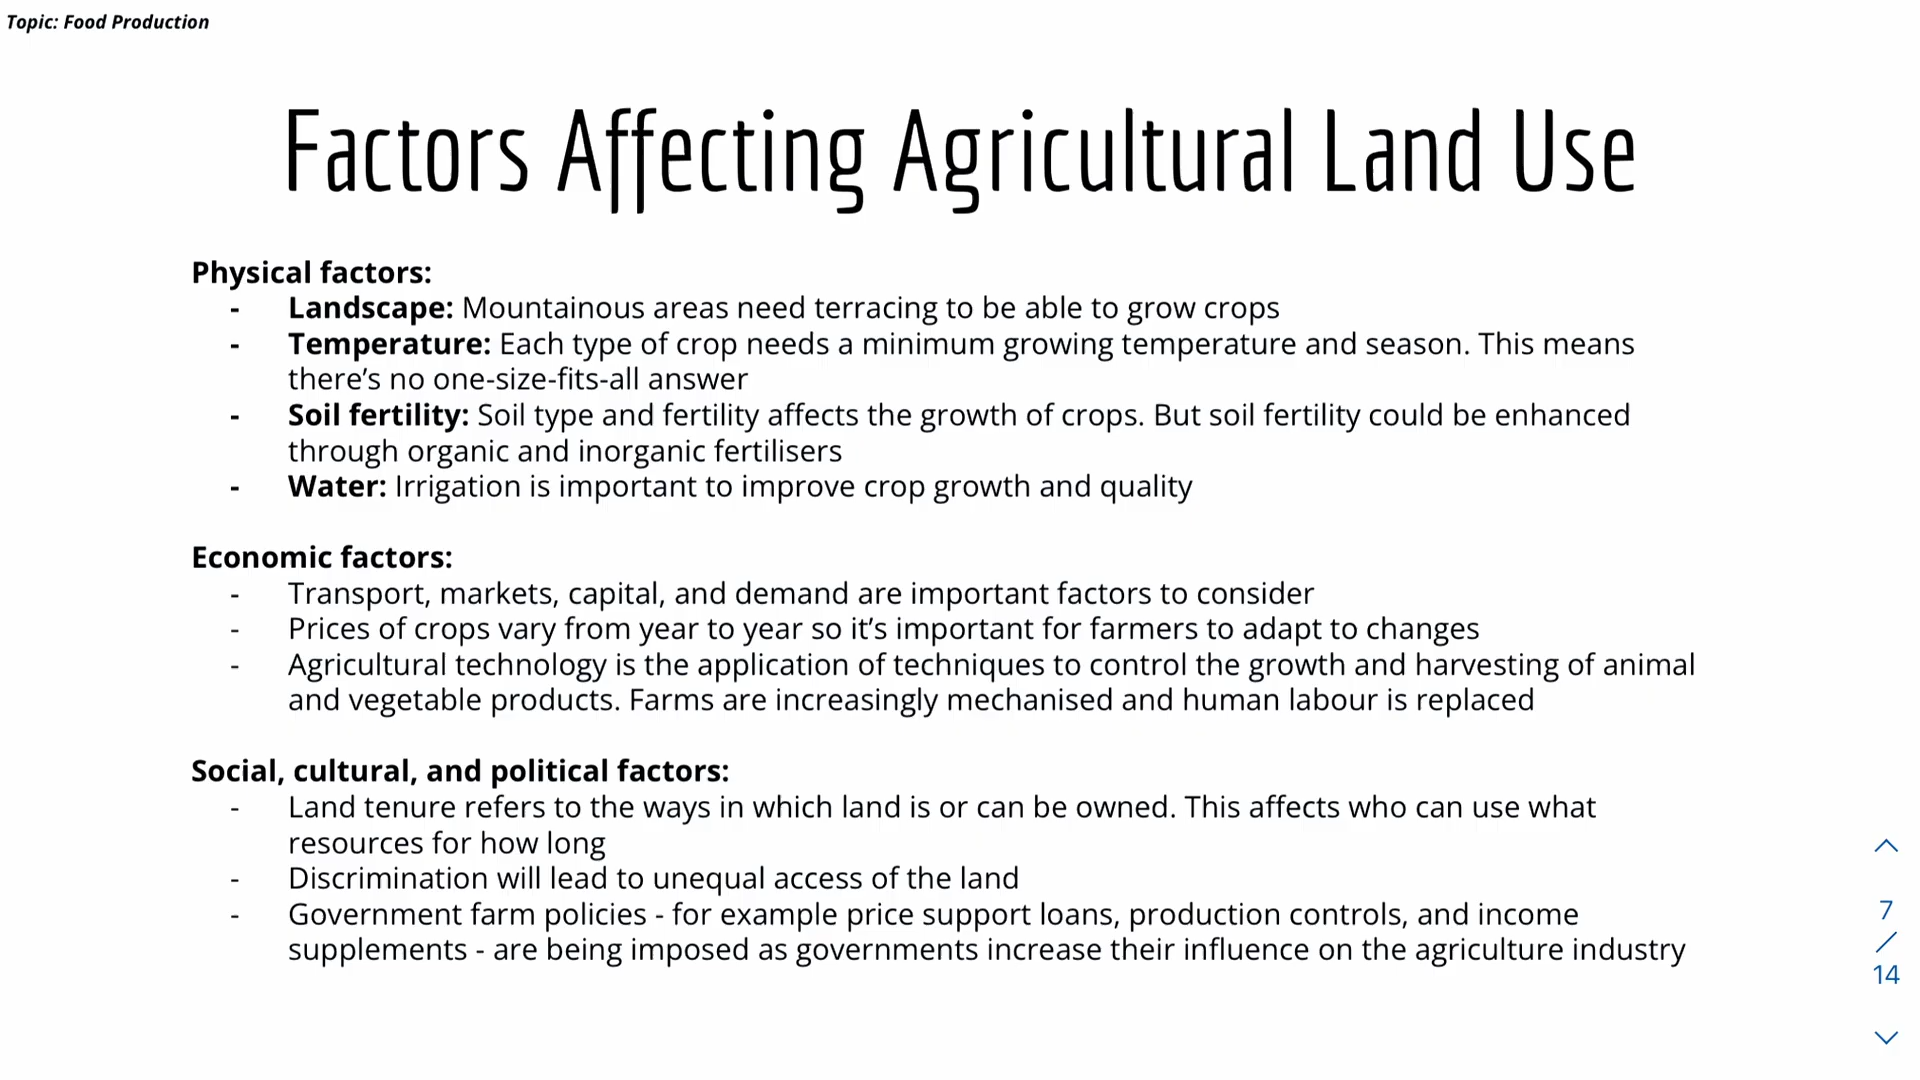 Topic: Food Production
Factors Affecting Agricultural Land Use
Physical factors:
- Landscape: Mountainous areas need terracing to be able to grow crops
- Temperature: Each type of crop needs a minimum growing temperature and season. This means
there’s no one-size-fits-all answer
- Soil fertility: Soil type and fertility affects the growth of crops. But soil fertility could be enhanced
through organic and inorganic fertilisers
- Water: Irrigation is important to improve crop growth and quality
Economic factors:
- Transport, markets, capital, and demand are important factors to consider
- Prices of crops vary from year to year so it’s important for farmers to adapt to changes
- Agricultural technology is the application of techniques to control the growth and harvesting of animal
and vegetable products. Farms are increasingly mechanised and human labour is replaced
Social, cultural, and political factors:
- Land tenure refers to the ways in which land is or can be owned. This affects who can use what
resources for how long
- Discrimination will lead to unequal access of the land
- Government farm policies - for example price support loans, production controls, and income
supplements - are being imposed as governments increase their influence on the agriculture industry
7
/
14